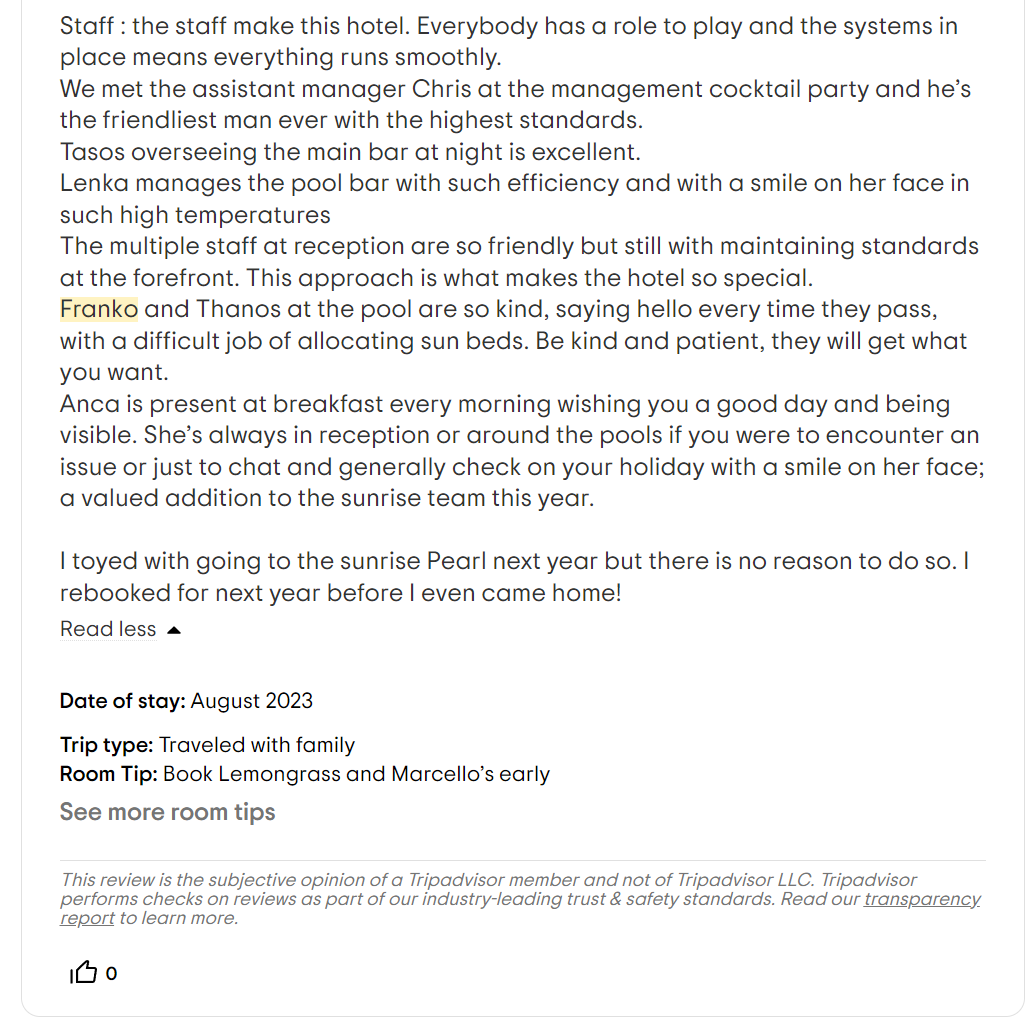 Staff : the staff make this hotel. Everybody has a role to play and the systems in
place means everything runs smoothly.
We met the assistant manager Chris at the management cocktail party and he’s
the friendliest man ever with the highest standards.
Tasos overseeing the main bar at night is excellent.
Lenka manages the pool bar with such efficiency and with a smile on her face in
such high temperatures
The multiple staff at reception are so friendly but still with maintaining standards
at the forefront. This approach is what makes the hotel so special.
Franko and Thanos at the pool are so kind, saying hello every time they pass,
with a difficult job of allocating sun beds. Be kind and patient, they will get what
you want.
Anca is present at breakfast every morning wishing you a good day and being
visible. She’s always in reception or around the pools if you were to encounter an
issue or just to chat and generally check on your holiday with a smile on her face;
a valued addition to the sunrise team this year.
I toyed with going to the sunrise Pearl next year but there is no reason to do so. I
rebooked for next year before I even came home!
Read less
Date of stay: August 2023
Trip type: Traveled with family
Room Tip: Book Lemongrass and Marcello’s early
See more room tips
This review is the subjective opinion of a Tripadvisor member and not of Tripadvisor LLC. Tripadvisor
performs checks on reviews as part of our industry-leading trust & safety standards. Read our transparency
report to learn more.
0